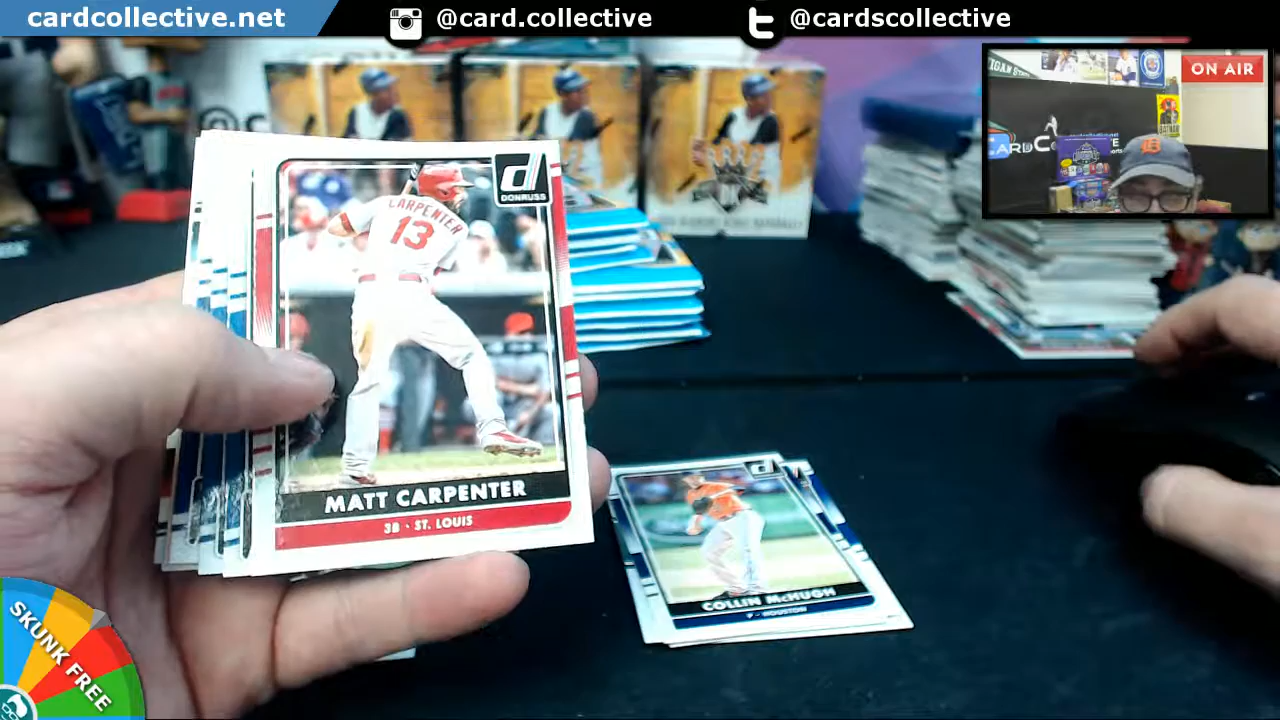 cardcollective.net
@card.collective
@cardscollective
ON AIR
CARPENTER
13
d
DONRUSS
MATT CARPENTER
3B · ST. LOUIS
COLLIN McHUGH
P · HOUSTON
SKUNK FREE